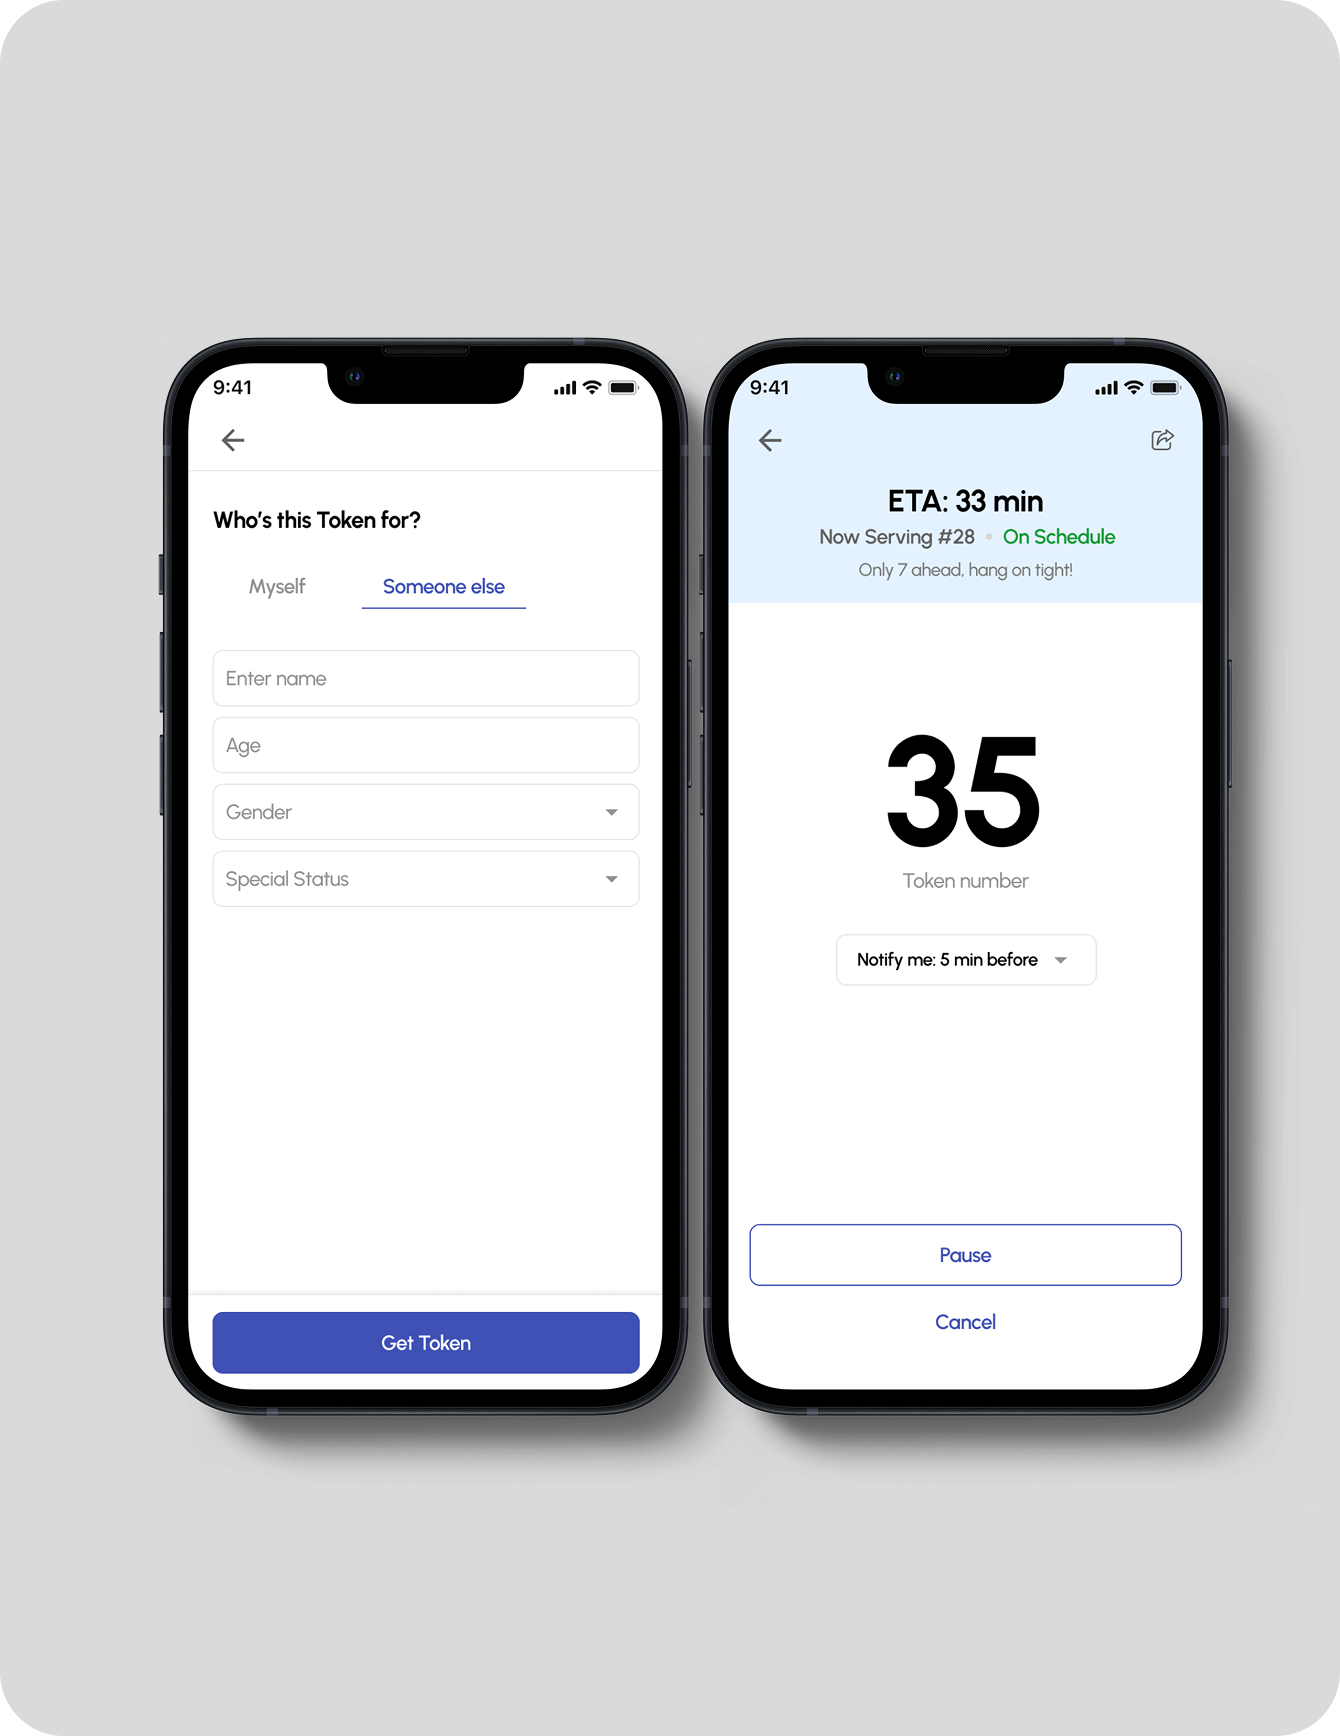 9:41
Who's this Token for?
Myself
Someone else
Enter name
Age
Gender
Special Status
Get Token
9:41
ETA: 33 min
Now Serving #28 • On Schedule
Only 7 ahead, hang on tight!
35
Token number
Notify me: 5 min before
Pause
Cancel